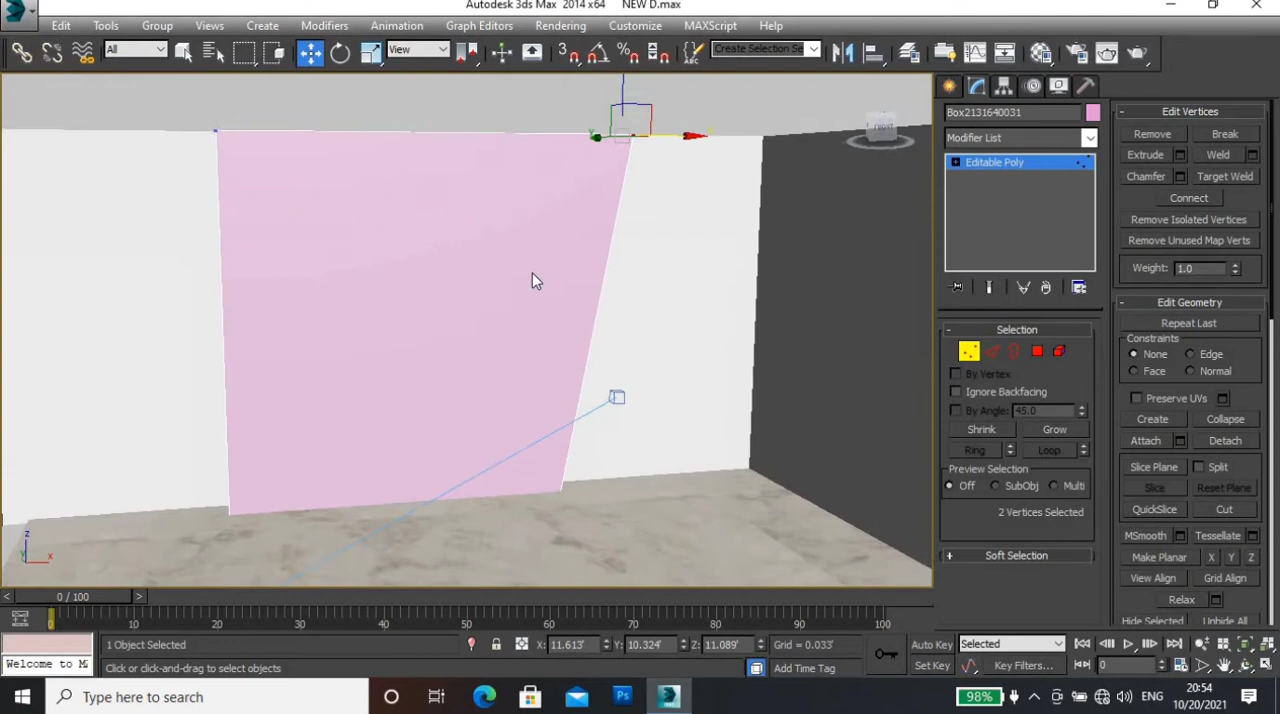 Autodesk 3ds Max 2014 x64 NEW D.max
Edit Tools Group Views Create Modifiers Animation Graph Editors Rendering Customize MAXScript Help
All View 3 Create Selection Se
Box2131640031
Modifier List
Editable Poly
Edit Vertices
Remove Break
Extrude Weld
Chamfer Target Weld
Connect
Remove Isolated Vertices
Remove Unused Map Verts
Weight: 1.0
Edit Geometry
Repeat Last
Constraints
None Edge
Face Normal
Preserve UVs
Create Collapse
Attach Detach
Slice Plane Split
Slice Reset Plane
QuickSlice Cut
MSmooth Tessellate
Make Planar X Y Z
View Align Grid Align
Relax
Hide Selected Unhide All
Selection
By Vertex
Ignore Backfacing
By Angle: 45.0
Shrink Grow
Ring Loop
Preview Selection
Off SubObj Multi
2 Vertices Selected
Soft Selection
z
x
0 / 100
0 10 20 30 40 50 60 70 80 90 100
1 Object Selected X: 11.613' Y: 10.324' Z: 11.089' Grid = 0.033' Auto Key Selected
Welcome to M Click or click-and-drag to select objects Add Time Tag Set Key Key Filters... 0
Type here to search 98% ENG 20:54
10/20/2021